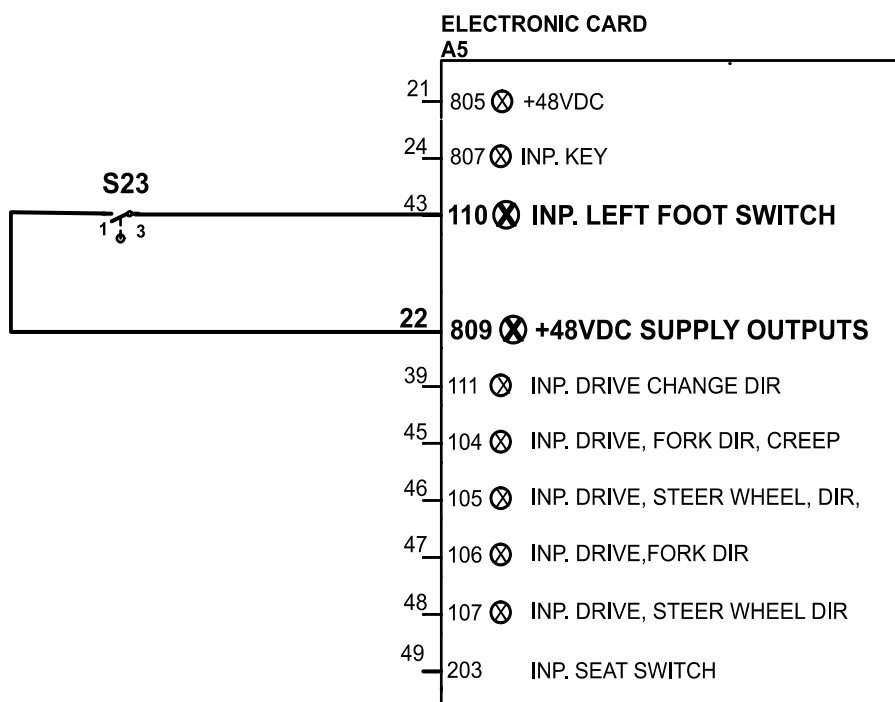 ELECTRONIC CARD
A5
21 805 +48VDC
24 807 INP. KEY
S23
43 110 INP. LEFT FOOT SWITCH
1 3
22 809 +48VDC SUPPLY OUTPUTS
39 111 INP. DRIVE CHANGE DIR
45 104 INP. DRIVE, FORK DIR, CREEP
46 105 INP. DRIVE, STEER WHEEL, DIR,
47 106 INP. DRIVE,FORK DIR
48 107 INP. DRIVE, STEER WHEEL DIR
49 203 INP. SEAT SWITCH